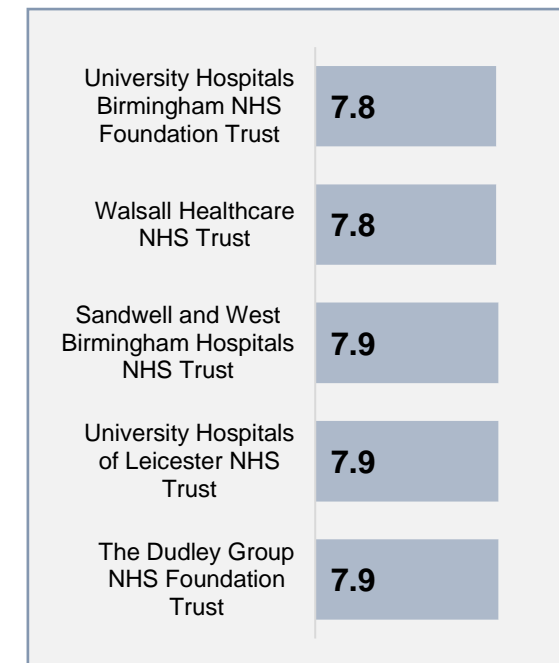 University Hospitals
Birmingham NHS
Foundation Trust
7.8
Walsall Healthcare
NHS Trust
7.8
Sandwell and West
Birmingham Hospitals
NHS Trust
7.9
University Hospitals
of Leicester NHS
Trust
7.9
The Dudley Group
NHS Foundation
Trust
7.9